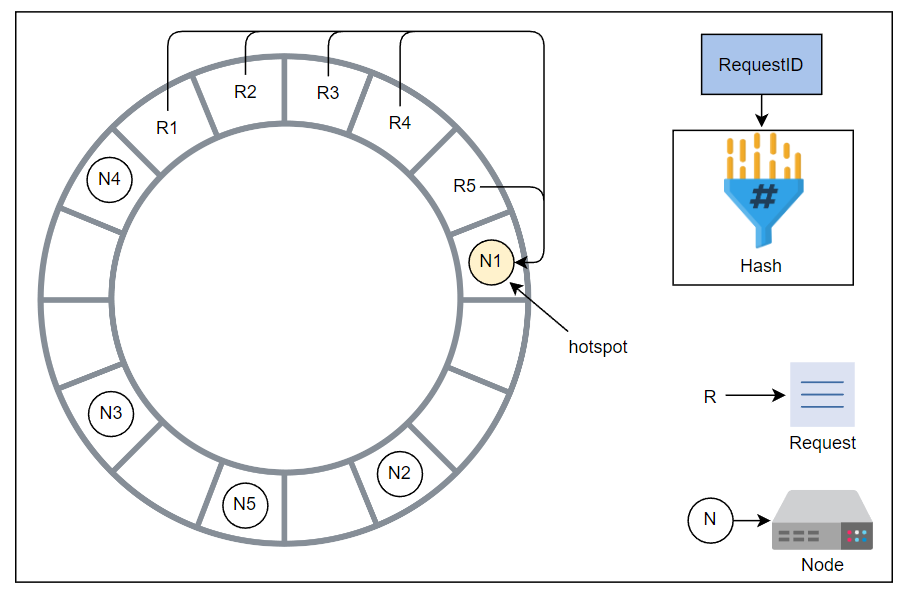 R1
R2
R3
R4
R5
N1
hotspot
N4
N3
N5
N2
RequestID
#
Hash
R
Request
N
Node